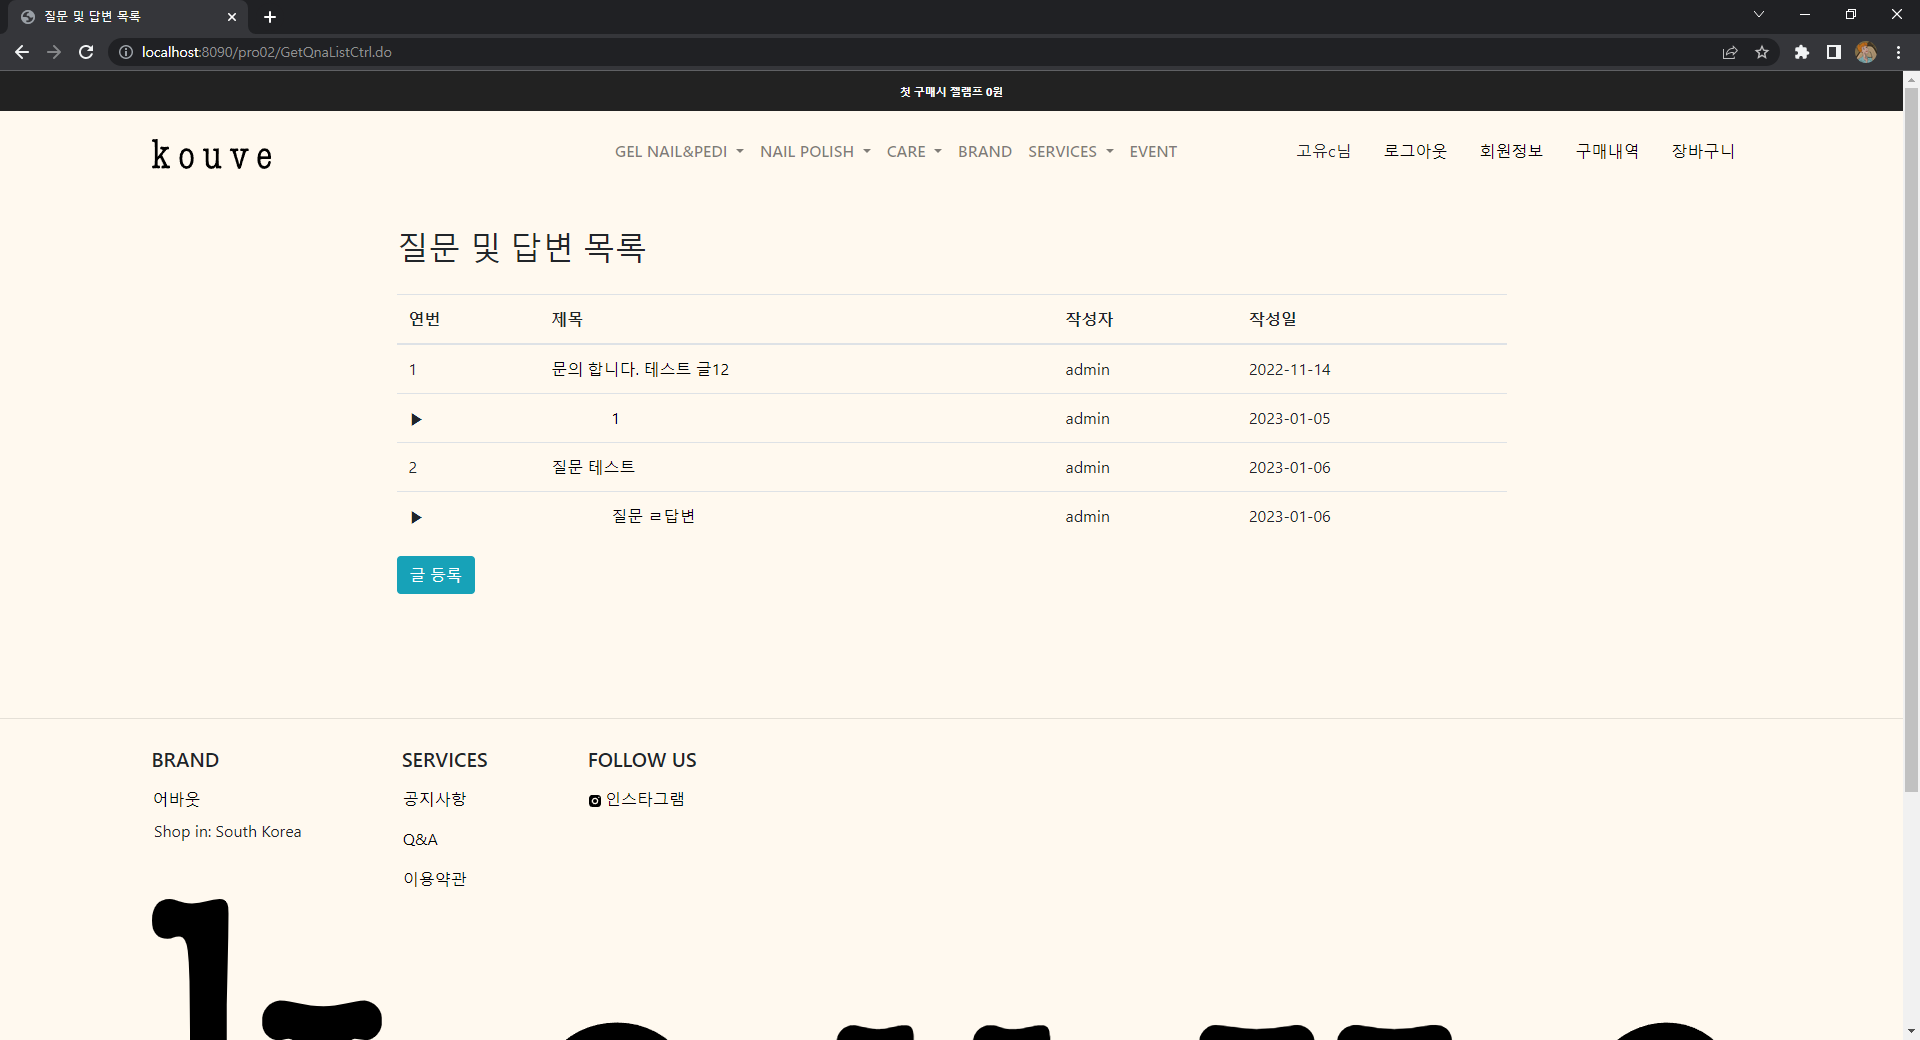 질문 및 답변 목록
localhost:8090/pro02/GetQnaListCtrl.do
첫 구매시 젤램프 0원
kouve GEL NAIL&PEDI NAIL POLISH CARE BRAND SERVICES EVENT 고유c님 로그아웃 회원정보 구매내역 장바구니
질문 및 답변 목록
연번 제목 작성자 작성일
1 문의 합니다. 테스트 글12 admin 2022-11-14
▶ 1 admin 2023-01-05
2 질문 테스트 admin 2023-01-06
▶ 질문 ㄹ답변 admin 2023-01-06
글 등록
BRAND SERVICES FOLLOW US
어바웃 공지사항 인스타그램
Shop in: South Korea Q&A
이용약관